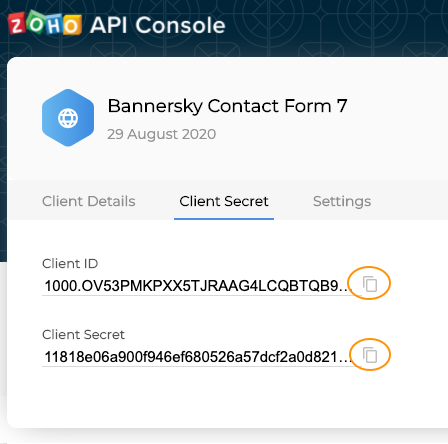 ZOHO API Console
Bannersky Contact Form 7
29 August 2020
Client Details Client Secret Settings
Client ID
1000.OV53PMKPXX5TJRAAG4LCQBTQB9...
Client Secret
11818e06a900f946ef680526a57dcf2a0d821...